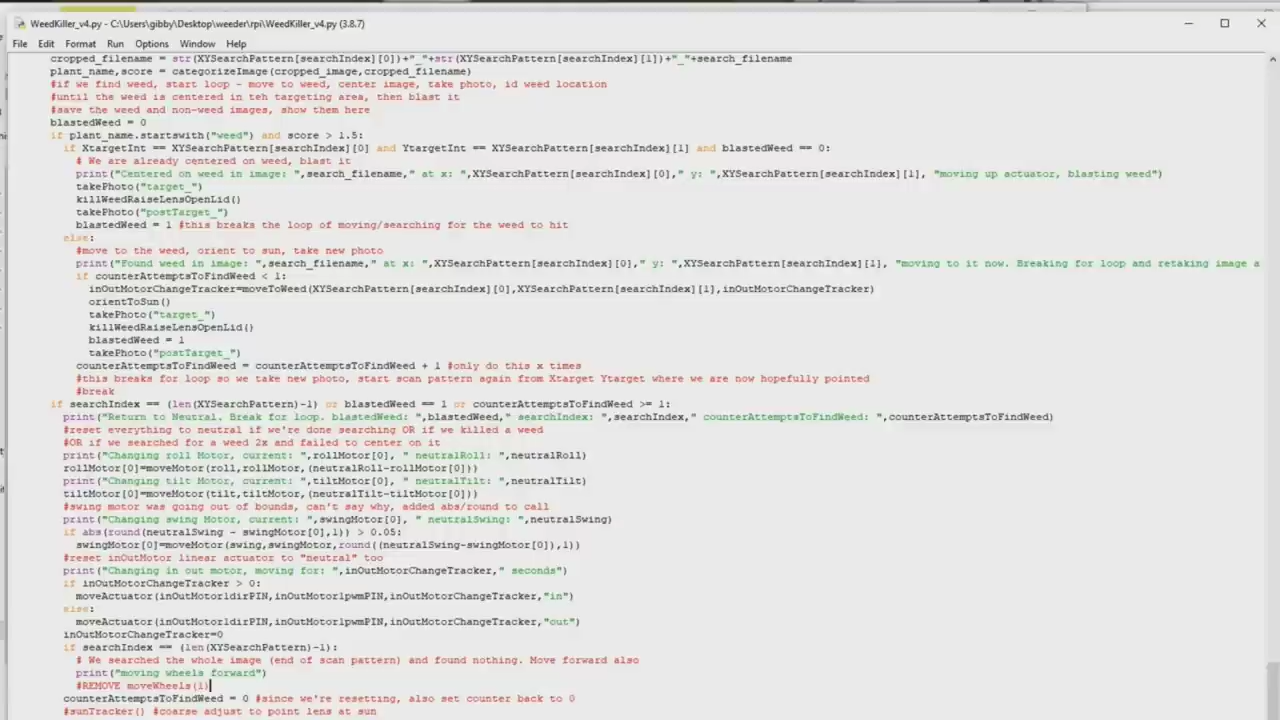 WeedKiller_v4.py - C:\Users\gibby\Desktop\weeder\rpi\WeedKiller_v4.py (3.8.7)
File Edit Format Run Options Window Help
cropped_filename = str(XYSearchPattern[searchIndex][0])+"_"+str(XYSearchPattern[searchIndex][1])+"_"+search_filename
plant_name,score = categorizeImage(cropped_image,cropped_filename)
#if we find weed, start loop - move to weed, center image, take photo, id weed location
#until the weed is centered in teh targeting area, then blast it
#save the weed and non-weed images, show them here
blastedWeed = 0
if plant_name.startswith("weed") and score > 1.5:
if XtargetInt == XYSearchPattern[searchIndex][0] and YtargetInt == XYSearchPattern[searchIndex][1] and blastedWeed == 0:
# We are already centered on weed, blast it
print("Centered on weed in image: ",search_filename," at x: ",XYSearchPattern[searchIndex][0]," y: ",XYSearchPattern[searchIndex][1], "moving up actuator, blasting weed")
takePhoto("target_")
killWeedRaiseLensOpenLid()
takePhoto("postTarget_")
blastedWeed = 1 #this breaks the loop of moving/searching for the weed to hit
else:
#move to the weed, orient to sun, take new photo
print("Found weed in image: ",search_filename," at x: ",XYSearchPattern[searchIndex][0]," y: ",XYSearchPattern[searchIndex][1], "moving to it now. Breaking for loop and retaking image a
if counterAttemptsToFindWeed < 1:
inOutMotorChangeTracker=moveToWeed(XYSearchPattern[searchIndex][0],XYSearchPattern[searchIndex][1],inOutMotorChangeTracker)
orientToSun()
takePhoto("target_")
killWeedRaiseLensOpenLid()
blastedWeed = 1
takePhoto("postTarget_")
counterAttemptsToFindWeed = counterAttemptsToFindWeed + 1 #only do this x times
#this breaks for loop so we take new photo, start scan pattern again from Xtarget Ytarget where we are now hopefully pointed
#break
if searchIndex == (len(XYSearchPattern)-1) or blastedWeed == 1 or counterAttemptsToFindWeed >= 1:
print("Return to Neutral. Break for loop. blastedWeed: ",blastedWeed," searchIndex: ",searchIndex," counterAttemptsToFindWeed: ",counterAttemptsToFindWeed)
#reset everything to neutral if we're done searching OR if we killed a weed
#OR if we searched for a weed 2x and failed to center on it
print("Changing roll Motor, current: ",rollMotor[0], " neutralRoll: ",neutralRoll)
rollMotor[0]=moveMotor(roll,rollMotor,(neutralRoll-rollMotor[0]))
print("Changing tilt Motor, current: ",tiltMotor[0], " neutralTilt: ",neutralTilt)
tiltMotor[0]=moveMotor(tilt,tiltMotor,(neutralTilt-tiltMotor[0]))
#swing motor was going out of bounds, can't say why, added abs/round to call
print("Changing swing Motor, current: ",swingMotor[0], " neutralSwing: ",neutralSwing)
if abs(round(neutralSwing - swingMotor[0],1)) > 0.05:
swingMotor[0]=moveMotor(swing,swingMotor,round((neutralSwing-swingMotor[0]),1))
#reset inOutMotor linear actuator to "neutral" too
print("Changing in out motor, moving for: ",inOutMotorChangeTracker," seconds")
if inOutMotorChangeTracker > 0:
moveActuator(inOutMotor1dirPIN,inOutMotor1pwmPIN,inOutMotorChangeTracker,"in")
else:
moveActuator(inOutMotor1dirPIN,inOutMotor1pwmPIN,inOutMotorChangeTracker,"out")
inOutMotorChangeTracker=0
if searchIndex == (len(XYSearchPattern)-1):
# We searched the whole image (end of scan pattern) and found nothing. Move forward also
print("moving wheels forward")
#REMOVE moveWheels(1)
counterAttemptsToFindWeed = 0 #since we're resetting, also set counter back to 0
#sunTracker() #coarse adjust to point lens at sun